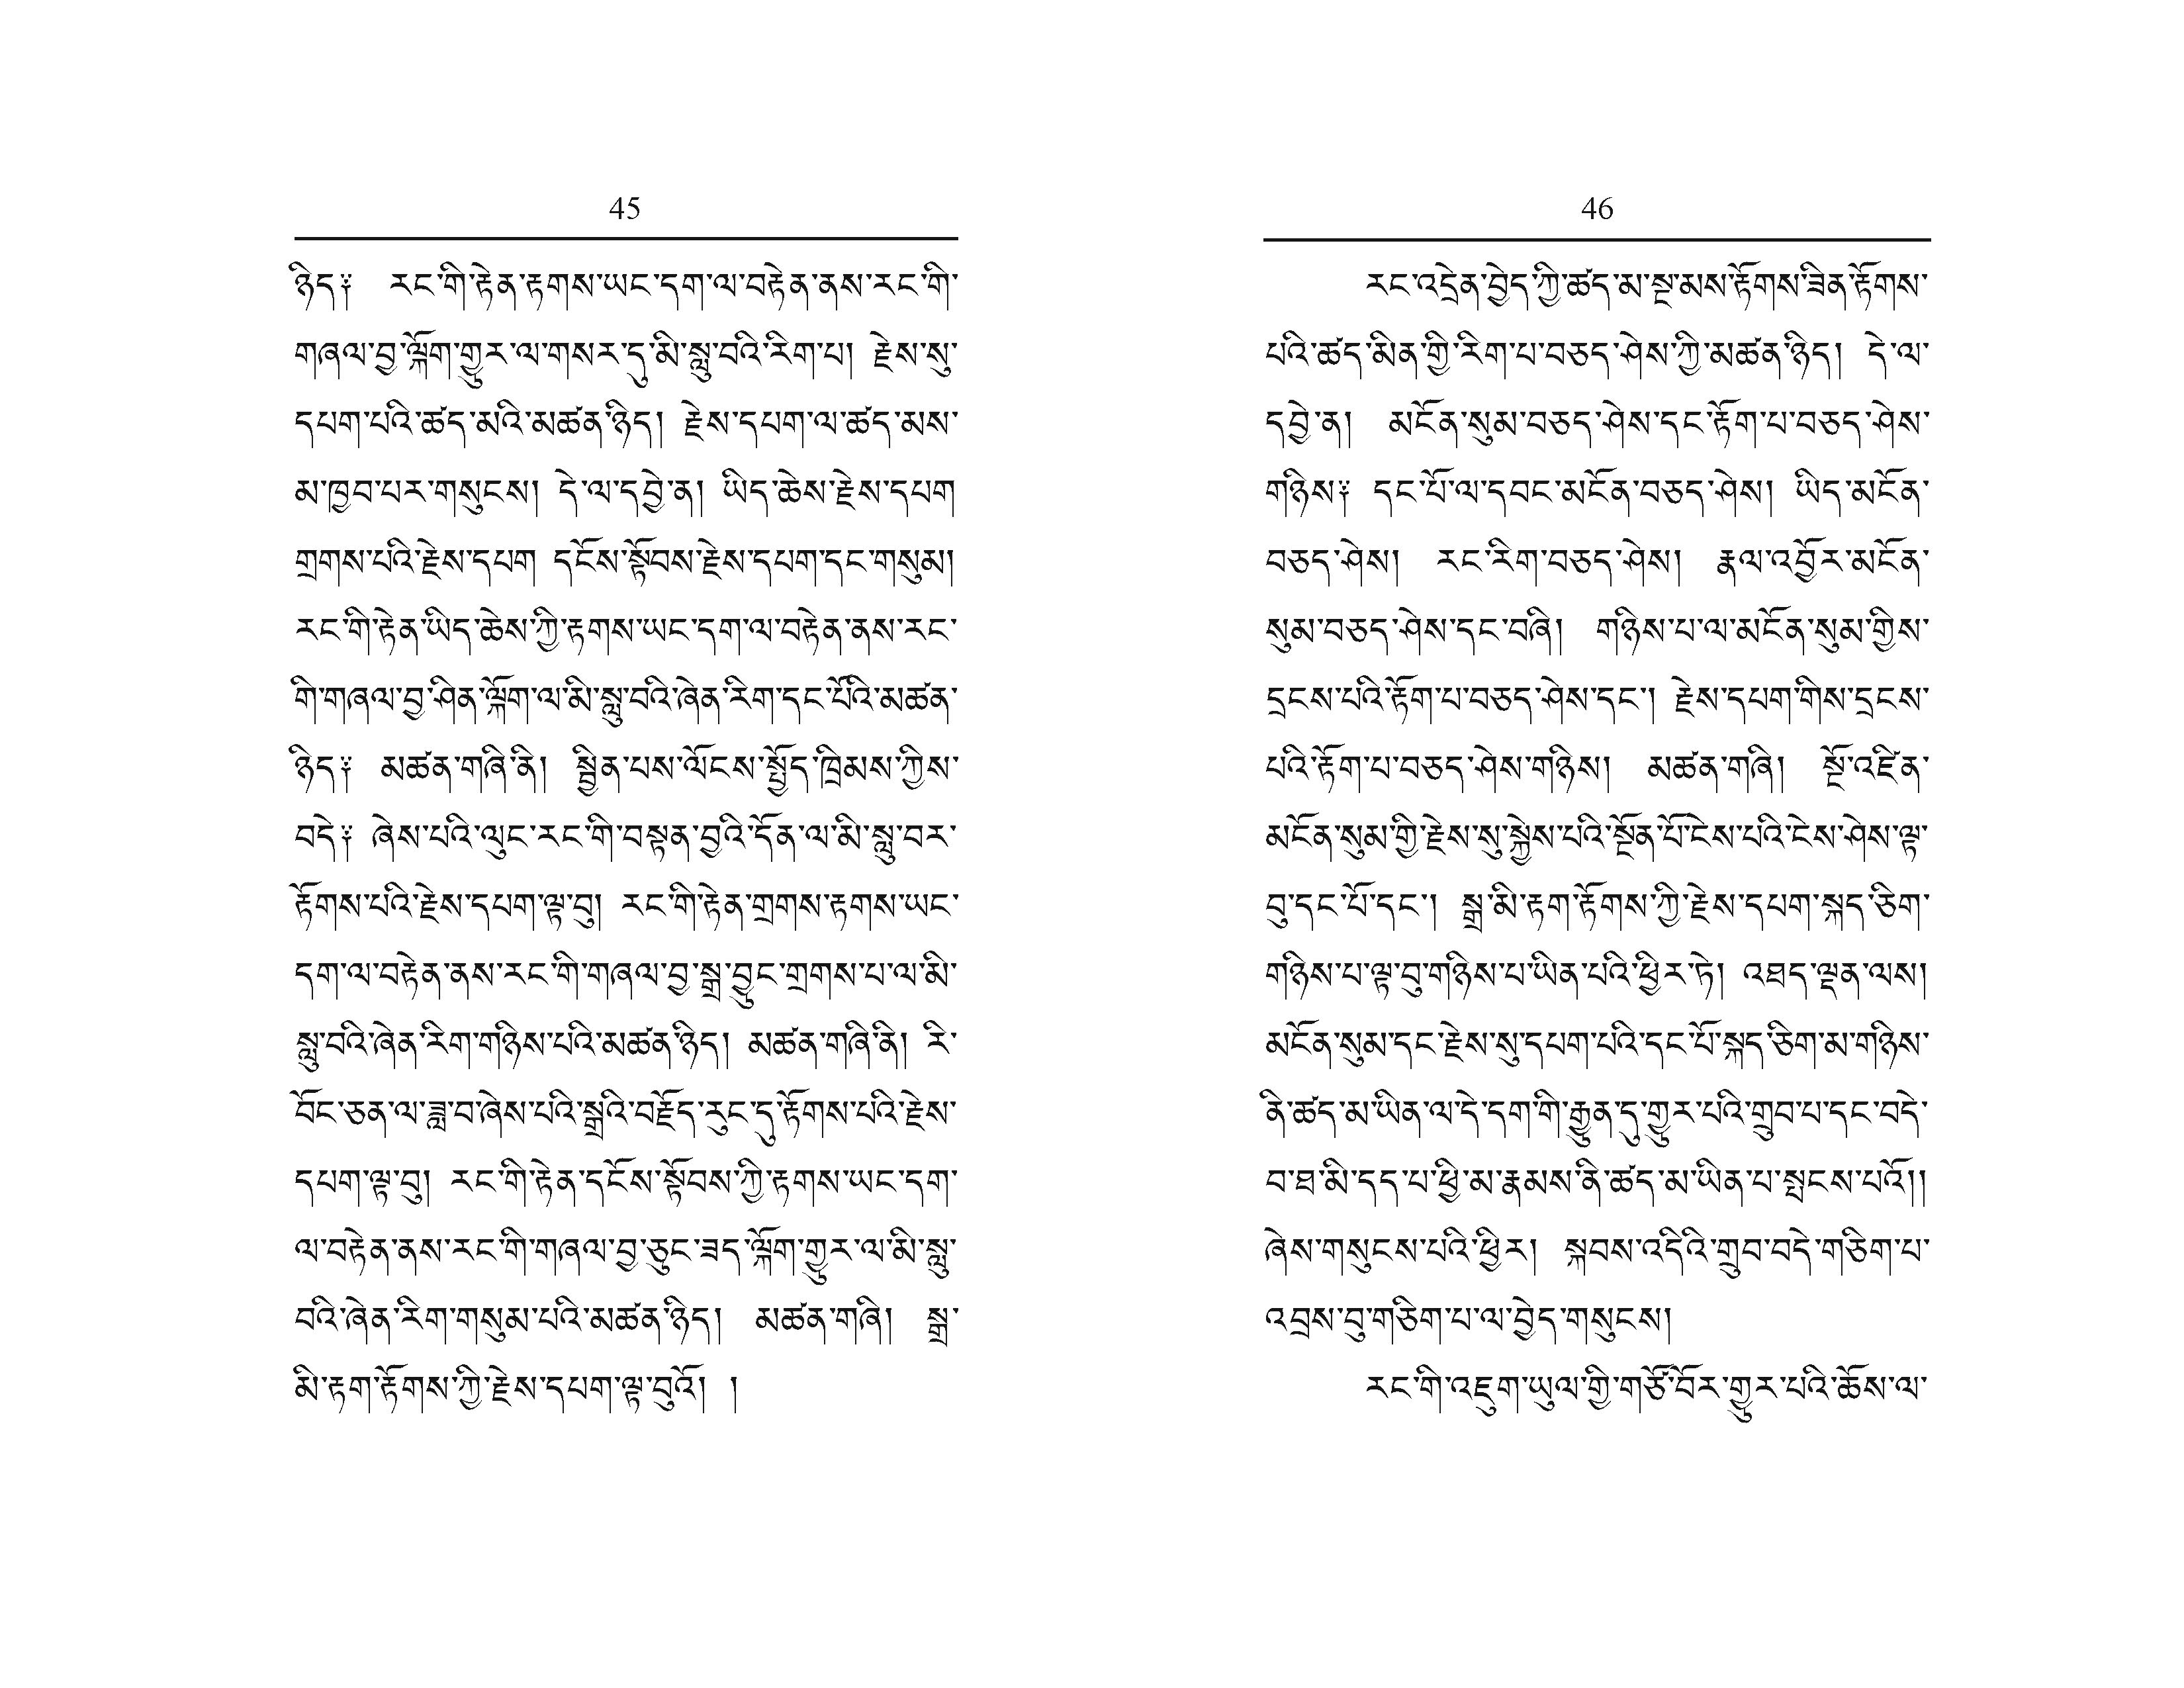 45
ཉིད༑ རང་གི་རྟེན་རྟགས་ཡང་དག་ལ་བརྟེན་ནས་རང་གི་
གཞལ་བྱ་ལྐོག་གྱུར་ལ་གསར་དུ་མི་སླུ་བའི་རིག་པ། རྗེས་སུ་
དཔག་པའི་ཚད་མའི་མཚན་ཉིད། རྗེས་དཔག་ལ་ཚད་མས་
མ་ཁྱབ་པར་གསུངས། དེ་ལ་དབྱེ་ན། ཡིད་ཆེས་རྗེས་དཔག
གྲགས་པའི་རྗེས་དཔག དངོས་སྟོབས་རྗེས་དཔག་དང་གསུམ།
རང་གི་རྟེན་ཡིད་ཆེས་ཀྱི་རྟགས་ཡང་དག་ལ་བརྟེན་ནས་རང་
གི་གཞལ་བྱ་ཤིན་ལྐོག་ལ་མི་སླུ་བའི་ཞེན་རིག་དང་པོའི་མཚན་
ཉིད༑ མཚན་གཞི་ནི། སྦྱིན་པས་ལོངས་སྤྱོད་ཁྲིམས་ཀྱིས་
བདེ༑ ཞེས་པའི་ལུང་རང་གི་བསྟན་བྱའི་དོན་ལ་མི་སླུ་བར་
རྟོགས་པའི་རྗེས་དཔག་ལྟ་བུ། རང་གི་རྟེན་གྲགས་རྟགས་ཡང་
དག་ལ་བརྟེན་ནས་རང་གི་གཞལ་བྱ་སྒྲ་བྱུང་གྲགས་པ་ལ་མི་
སླུ་བའི་ཞེན་རིག་གཉིས་པའི་མཚན་ཉིད། མཚན་གཞི་ནི། རི་
བོང་ཅན་ལ་ཟླ་བ་ཞེས་པའི་སྒྲའི་བརྗོད་རུང་དུ་རྟོགས་པའི་རྗེས་
དཔག་ལྟ་བུ། རང་གི་རྟེན་དངོས་སྟོབས་ཀྱི་རྟགས་ཡང་དག་
ལ་བརྟེན་ནས་རང་གི་གཞལ་བྱ་ཅུང་ཟད་ལྐོག་གྱུར་ལ་མི་སླུ་
བའི་ཞེན་རིག་གསུམ་པའི་མཚན་ཉིད། མཚན་གཞི། སྒྲ་
མི་རྟག་རྟོགས་ཀྱི་རྗེས་དཔག་ལྟ་བུའོ། །
46
རང་འདྲེན་བྱེད་ཀྱི་ཚད་མ་སྔ་མས་རྟོགས་ཟིན་རྟོགས་
པའི་ཚད་མིན་གྱི་རིག་པ་བཅད་ཤེས་ཀྱི་མཚན་ཉིད། དེ་ལ་
དབྱེ་ན། མངོན་སུམ་བཅད་ཤེས་དང་རྟོག་པ་བཅད་ཤེས་
གཉིས༑ དང་པོ་ལ་དབང་མངོན་བཅད་ཤེས། ཡིད་མངོན་
བཅད་ཤེས། རང་རིག་བཅད་ཤེས། རྣལ་འབྱོར་མངོན་
སུམ་བཅད་ཤེས་དང་བཞི། གཉིས་པ་ལ་མངོན་སུམ་གྱིས་
དྲངས་པའི་རྟོག་པ་བཅད་ཤེས་དང་། རྗེས་དཔག་གིས་དྲངས་
པའི་རྟོག་པ་བཅད་ཤེས་གཉིས། མཚན་གཞི། སྔོ་འཛིན་
མངོན་སུམ་གྱི་རྗེས་སུ་སྐྱེས་པའི་སྔོན་པོ་ངེས་པའི་ངེས་ཤེས་ལྟ་
བུ་དང་པོ་དང་། སྒྲ་མི་རྟག་རྟོགས་ཀྱི་རྗེས་དཔག་སྐད་ཅིག་
གཉིས་པ་ལྟ་བུ་གཉིས་པ་ཡིན་པའི་ཕྱིར་ཏེ། འཐད་ལྡན་ལས།
མངོན་སུམ་དང་རྗེས་སུ་དཔག་པའི་དང་པོ་སྐད་ཅིག་མ་གཉིས་
ནི་ཚད་མ་ཡིན་ལ་དེ་དག་གི་རྒྱུན་དུ་གྱུར་པའི་གྲུབ་པ་དང་བདེ་
བ་ཐ་མི་དད་པ་ཕྱི་མ་རྣམས་ནི་ཚད་མ་ཡིན་པ་སྤངས་པའོ།།
ཞེས་གསུངས་པའི་ཕྱིར། སྐབས་འདིའི་གྲུབ་བདེ་གཅིག་པ་
འབྲས་བུ་གཅིག་པ་ལ་བྱེད་གསུངས།
རང་གི་འཇུག་ཡུལ་གྱི་གཙོ་བོར་གྱུར་པའི་ཆོས་ལ་